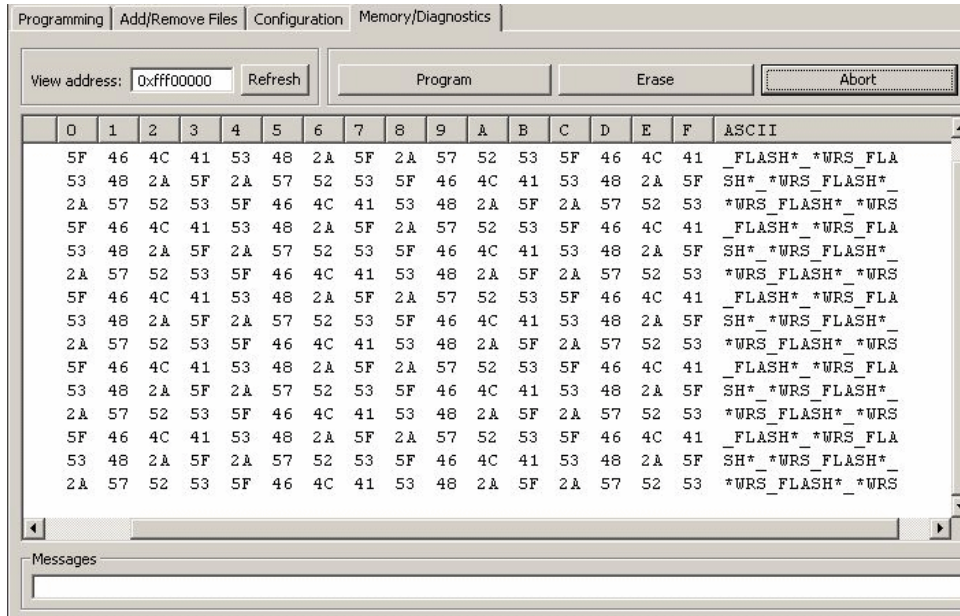 Programming Add/Remove Files Configuration Memory/Diagnostics
View address: 0xfff00000 Refresh Program Erase Abort
0 1 2 3 4 5 6 7 8 9 A B C D E F ASCII
5F 46 4C 41 53 48 2A 5F 2A 57 52 53 5F 46 4C 41 _FLASH*_*WRS_FLA
53 48 2A 5F 2A 57 52 53 5F 46 4C 41 53 48 2A 5F SH*_*WRS_FLASH*_
2A 57 52 53 5F 46 4C 41 53 48 2A 5F 2A 57 52 53 *WRS_FLASH*_*WRS
5F 46 4C 41 53 48 2A 5F 2A 57 52 53 5F 46 4C 41 _FLASH*_*WRS_FLA
53 48 2A 5F 2A 57 52 53 5F 46 4C 41 53 48 2A 5F SH*_*WRS_FLASH*_
2A 57 52 53 5F 46 4C 41 53 48 2A 5F 2A 57 52 53 *WRS_FLASH*_*WRS
5F 46 4C 41 53 48 2A 5F 2A 57 52 53 5F 46 4C 41 _FLASH*_*WRS_FLA
53 48 2A 5F 2A 57 52 53 5F 46 4C 41 53 48 2A 5F SH*_*WRS_FLASH*_
2A 57 52 53 5F 46 4C 41 53 48 2A 5F 2A 57 52 53 *WRS_FLASH*_*WRS
5F 46 4C 41 53 48 2A 5F 2A 57 52 53 5F 46 4C 41 _FLASH*_*WRS_FLA
53 48 2A 5F 2A 57 52 53 5F 46 4C 41 53 48 2A 5F SH*_*WRS_FLASH*_
2A 57 52 53 5F 46 4C 41 53 48 2A 5F 2A 57 52 53 *WRS_FLASH*_*WRS
5F 46 4C 41 53 48 2A 5F 2A 57 52 53 5F 46 4C 41 _FLASH*_*WRS_FLA
53 48 2A 5F 2A 57 52 53 5F 46 4C 41 53 48 2A 5F SH*_*WRS_FLASH*_
2A 57 52 53 5F 46 4C 41 53 48 2A 5F 2A 57 52 53 *WRS_FLASH*_*WRS
Messages